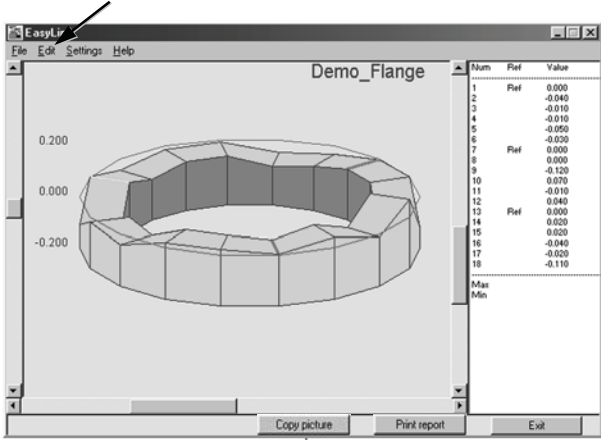 EasyLin
File Edit Settings Help
Demo_Flange
0.200
0.000
-0.200
Num Ref Value
1 Ref 0.000
2 -0.040
3 -0.010
4 -0.010
5 -0.050
6 -0.030
7 Ref 0.000
8 0.000
9 -0.120
10 0.070
11 -0.010
12 0.040
13 Ref 0.000
14 0.020
15 0.020
16 -0.040
17 -0.020
18 -0.110
Max
Min
Copy picture Print report Exit